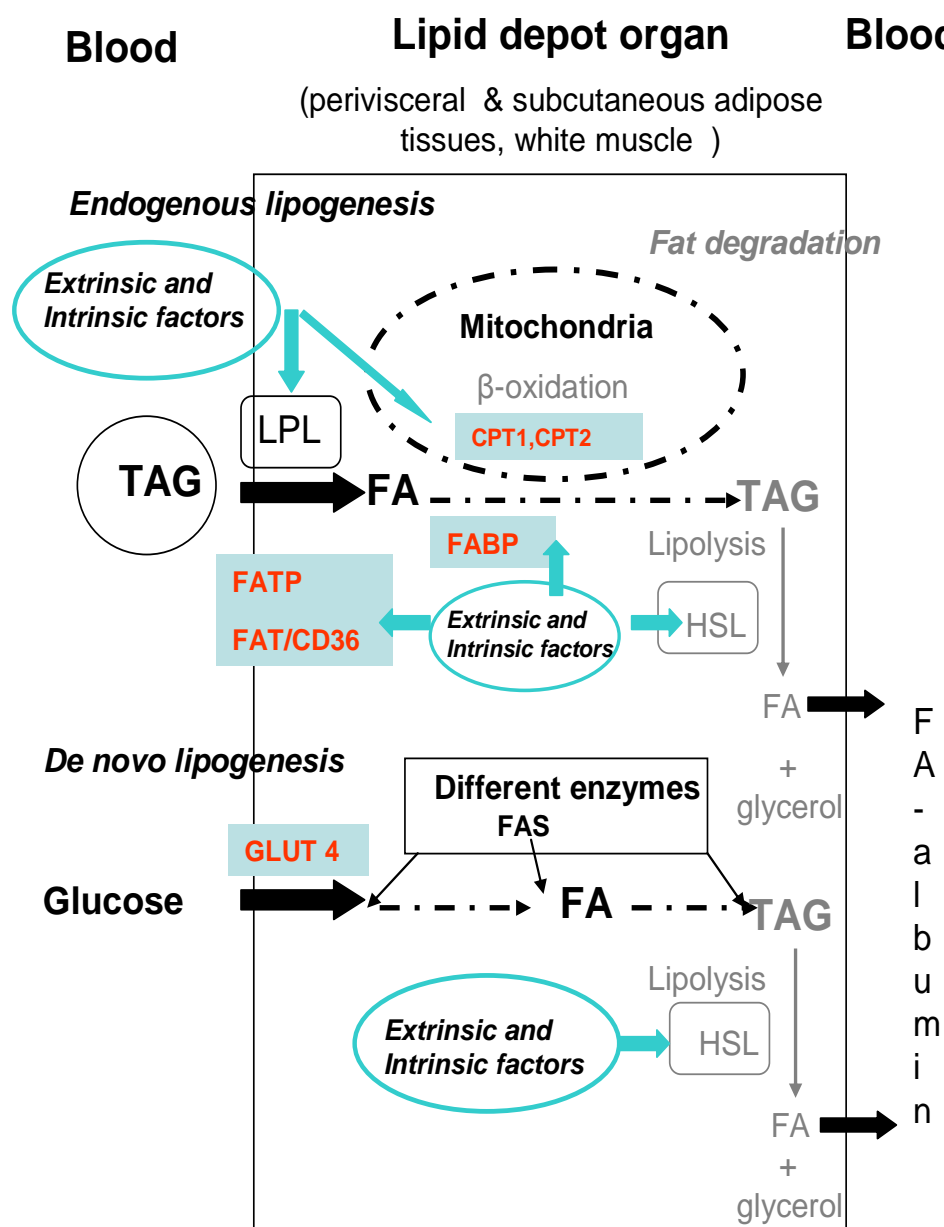 Blood
Lipid depot organ
Blood
(perivisceral & subcutaneous adipose
tissues, white muscle )
Endogenous lipogenesis
Fat degradation
Extrinsic and
Intrinsic factors
Mitochondria
β-oxidation
CPT1,CPT2
LPL
TAG
FA
TAG
FABP
Lipolysis
FATP
FAT/CD36
Extrinsic and
Intrinsic factors
HSL
FA
+
glycerol
F
A
-
a
l
b
u
m
i
n
De novo lipogenesis
Different enzymes
FAS
GLUT 4
Glucose
FA
TAG
Lipolysis
Extrinsic and
Intrinsic factors
HSL
FA
+
glycerol